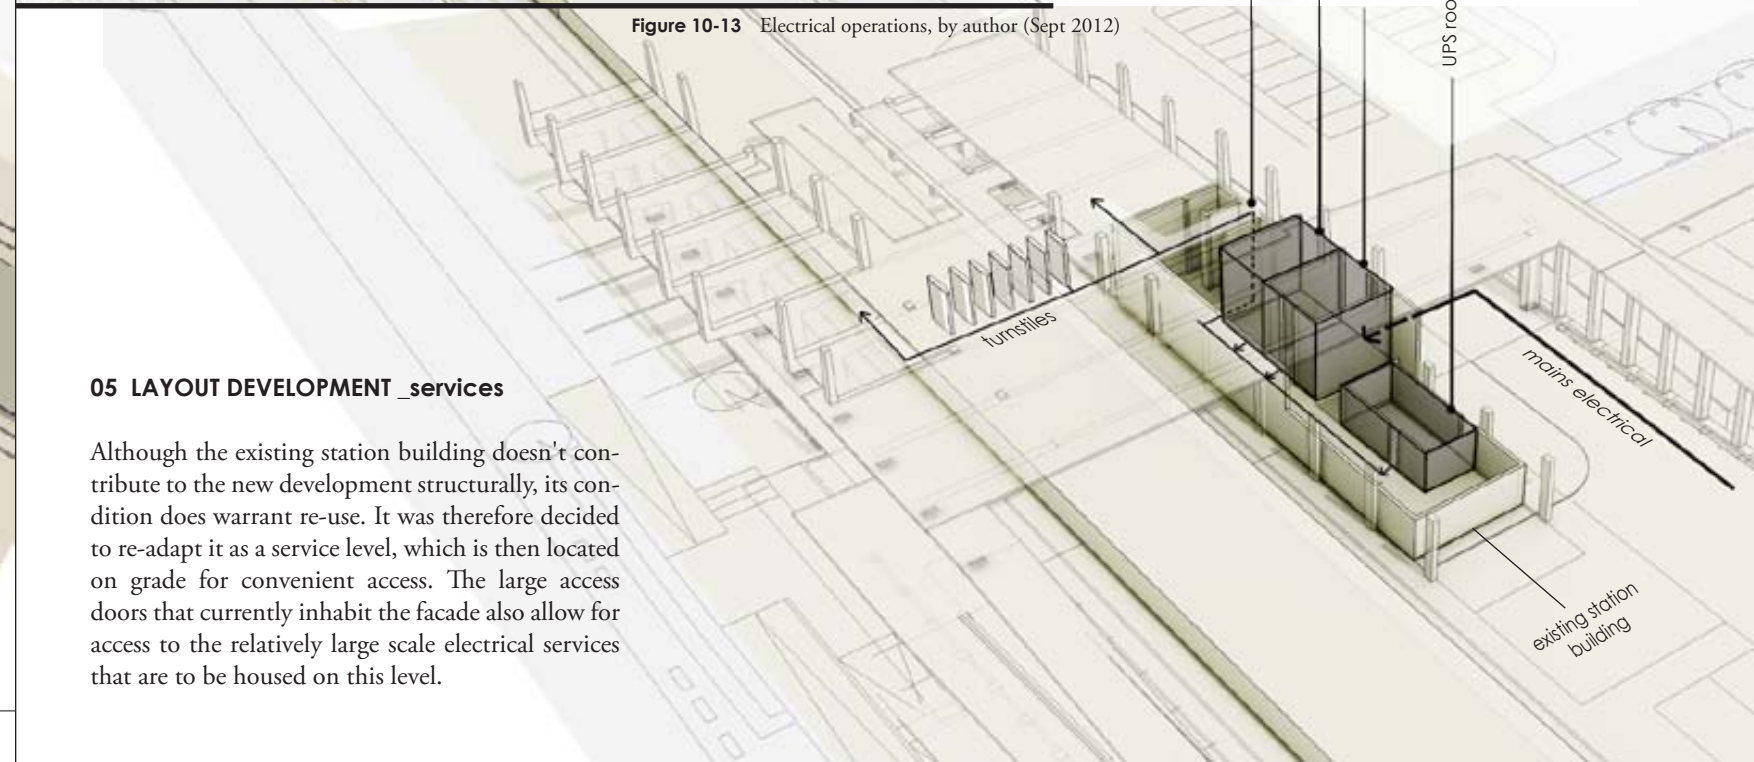 Figure 10-13 Electrical operations, by author (Sept 2012)
UPS
turnstiles
mains electrical
existing station
building
05 LAYOUT DEVELOPMENT _services
Although the existing station building doesn't con-
tribute to the new development structurally, its con-
dition does warrant re-use. It was therefore decided
to re-adapt it as a service level, which is then located
on grade for convenient access. The large access
doors that currently inhabit the facade also allow for
access to the relatively large scale electrical services
that are to be housed on this level.